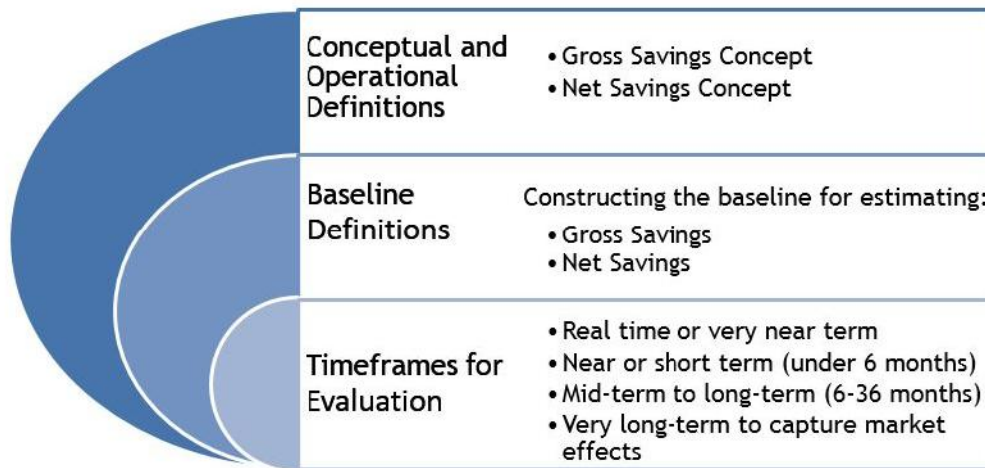 Conceptual and
Operational
Definitions
• Gross Savings Concept
• Net Savings Concept
Baseline
Definitions
Constructing the baseline for estimating:
• Gross Savings
• Net Savings
Timeframes for
Evaluation
• Real time or very near term
• Near or short term (under 6 months)
• Mid-term to long-term (6-36 months)
• Very long-term to capture market
effects